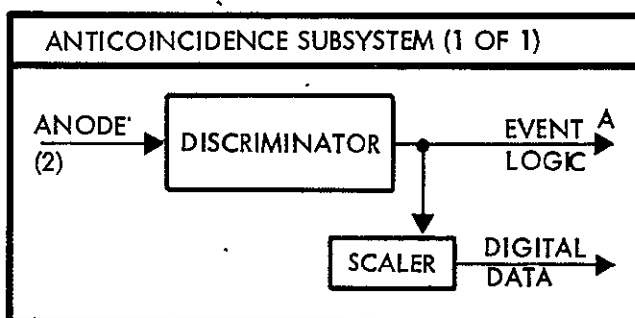 ANTICOINCIDENCE SUBSYSTEM (1 OF 1)
ANODE
(2)
DISCRIMINATOR
EVENT A
LOGIC
SCALER
DIGITAL
DATA